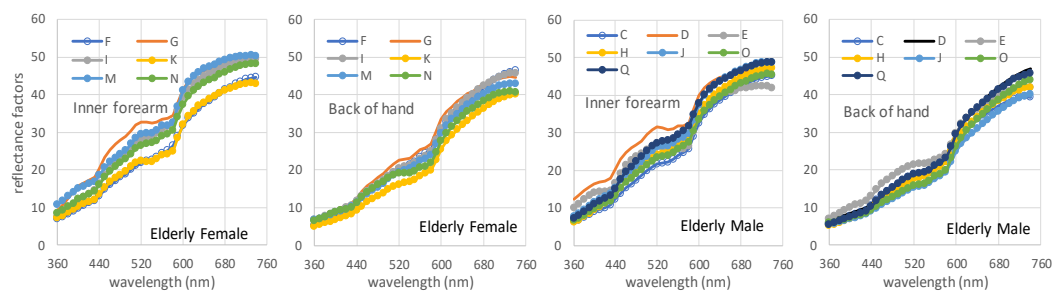 reflectance factors
60
50
40
30
20
10
0
F G
I K
M N
Inner forearm
Elderly Female
360 440 520 600 680 760
wavelength (nm)
60
50
40
30
20
10
0
F G
I K
M N
Back of hand
Elderly Female
360 440 520 600 680 760
wavelength (nm)
60
50
40
30
20
10
0
C D E
H J O
Q
Inner forearm
Elderly Male
360 440 520 600 680 760
wavelength (nm)
60
50
40
30
20
10
0
C D E
H J O
Q
Back of hand
Elderly Male
360 440 520 600 680 760
wavelength (nm)